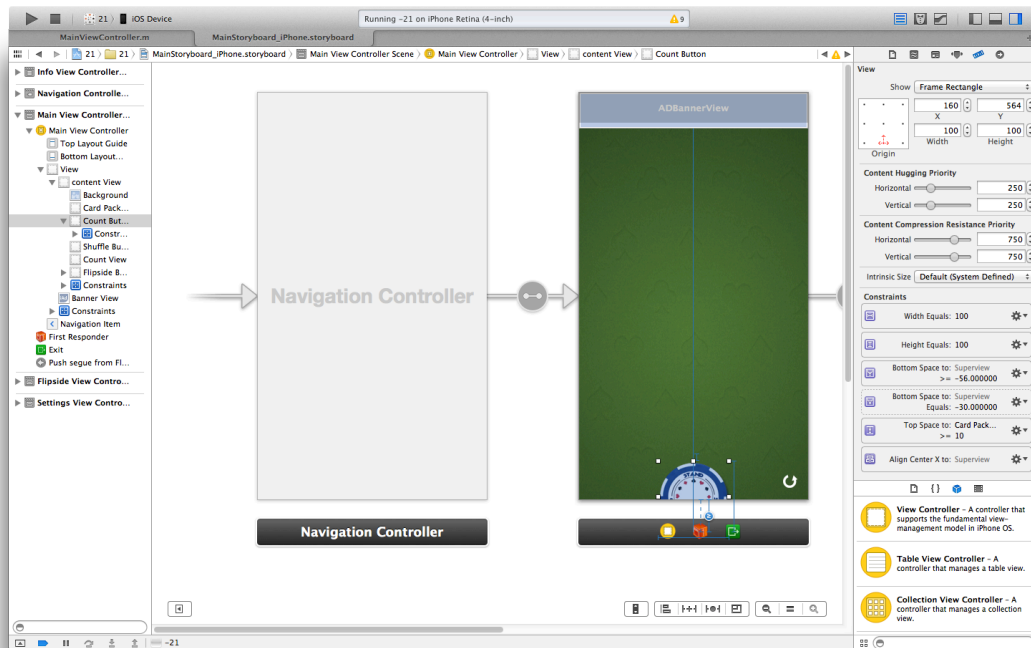 21 〉 iOS Device
Running -21 on iPhone Retina (4-inch)
9
MainViewController.m
MainStoryboard_iPhone.storyboard
21 〉 21 〉 MainStoryboard_iPhone.storyboard 〉 Main View Controller Scene 〉 Main View Controller 〉 View 〉 content View 〉 Count Button
Info View Controller...
Navigation Controlle...
Main View Controller...
Main View Controller
Top Layout Guide
Bottom Layout...
View
content View
Background
Card Pack...
Count But...
Constr...
Shuffle Bu...
Count View
Flipside B...
Constraints
Banner View
Constraints
Navigation Item
First Responder
Exit
Push segue from Fl...
Flipside View Contro...
Settings View Contro...
Navigation Controller
Navigation Controller
ADBannerView
STAND
View
Show Frame Rectangle
160 564
X Y
100 100
Width Height
Origin
Content Hugging Priority
Horizontal 250
Vertical 250
Content Compression Resistance Priority
Horizontal 750
Vertical 750
Intrinsic Size Default (System Defined)
Constraints
Width Equals: 100
Height Equals: 100
Bottom Space to: Superview
>= -56.000000
Bottom Space to: Superview
Equals: -30.000000
Top Space to: Card Pack...
>= 10
Align Center X to: Superview
{ }
View Controller – A controller that
supports the fundamental view-
management model in iPhone OS.
Table View Controller – A
controller that manages a table view.
Collection View Controller – A
controller that manages a collection
view.
-21